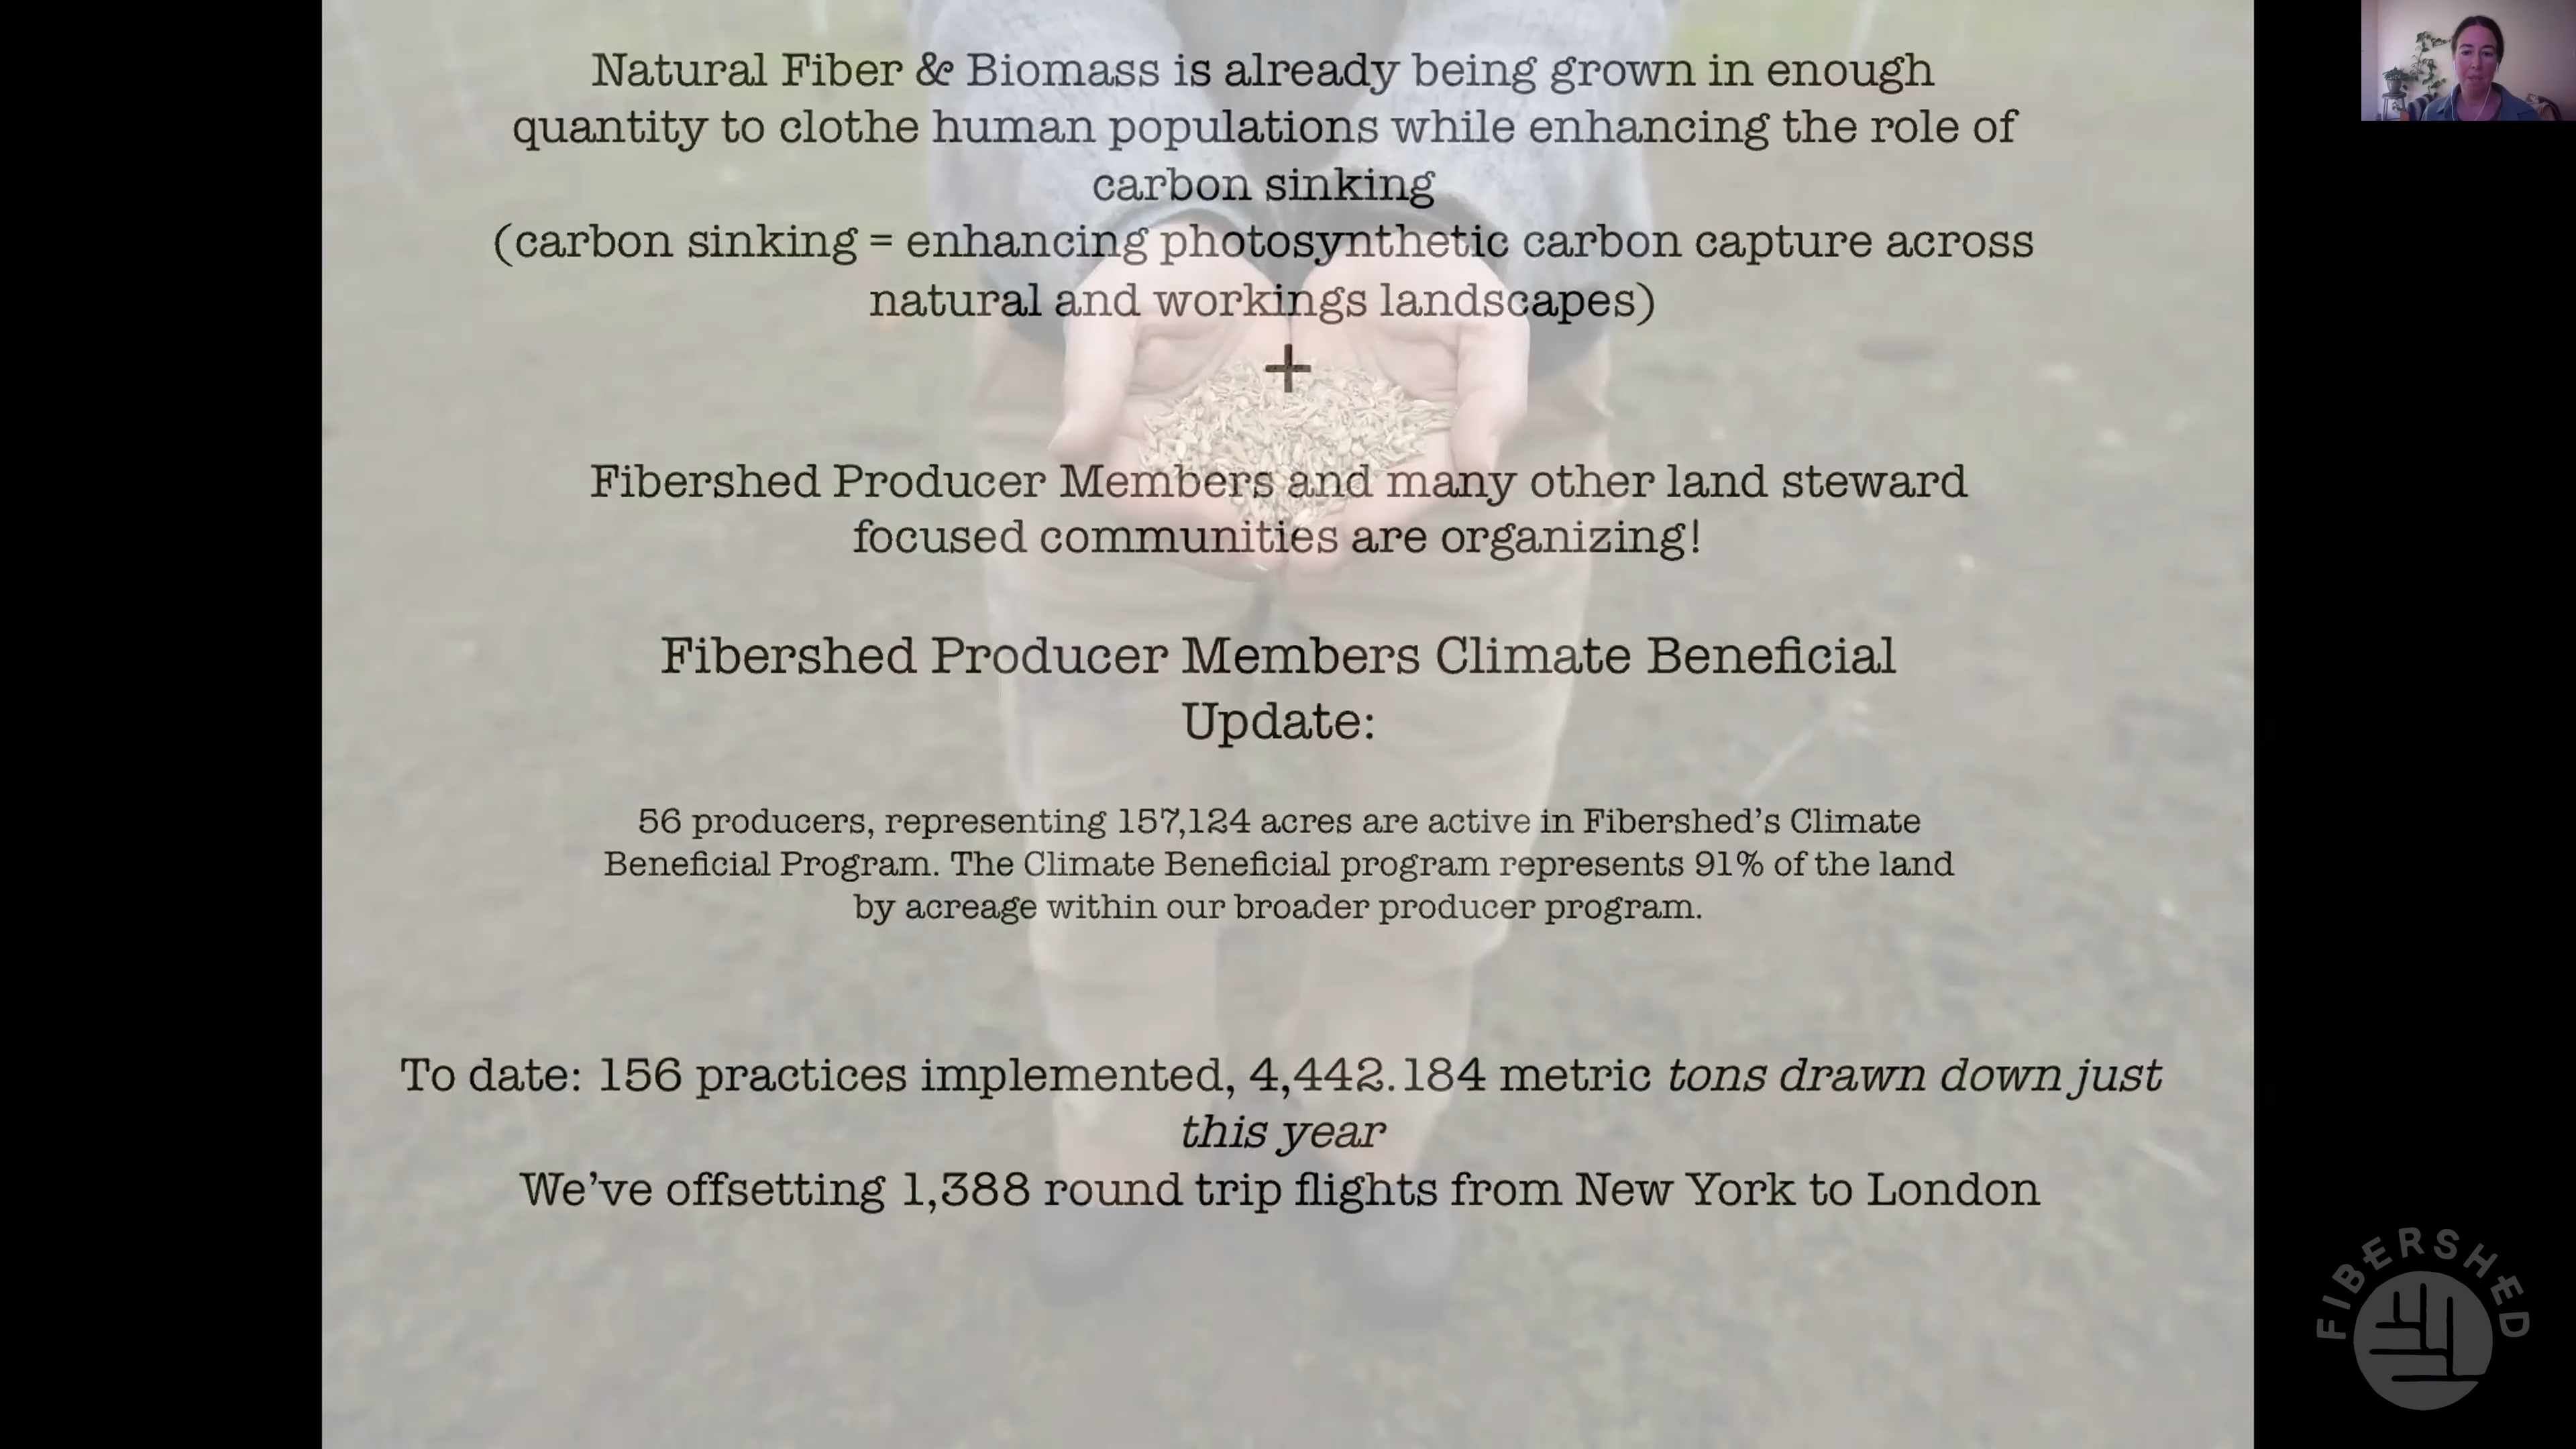 Natural Fiber & Biomass is already being grown in enough
quantity to clothe human populations while enhancing the role of
carbon sinking
(carbon sinking = enhancing photosynthetic carbon capture across
natural and workings landscapes)
+
Fibershed Producer Members and many other land steward
focused communities are organizing!
Fibershed Producer Members Climate Beneficial
Update:
56 producers, representing 157,124 acres are active in Fibershed's Climate
Beneficial Program. The Climate Beneficial program represents 91% of the land
by acreage within our broader producer program.
To date: 156 practices implemented, 4,442.184 metric tons drawn down just
this year
We've offsetting 1,388 round trip flights from New York to London
FIBERSHED